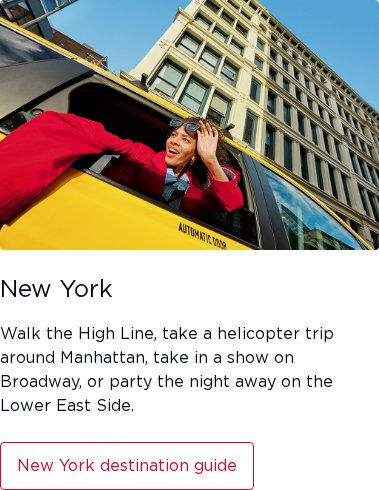 AUTOMATIC DOOR
New York
Walk the High Line, take a helicopter trip
around Manhattan, take in a show on
Broadway, or party the night away on the
Lower East Side.
New York destination guide